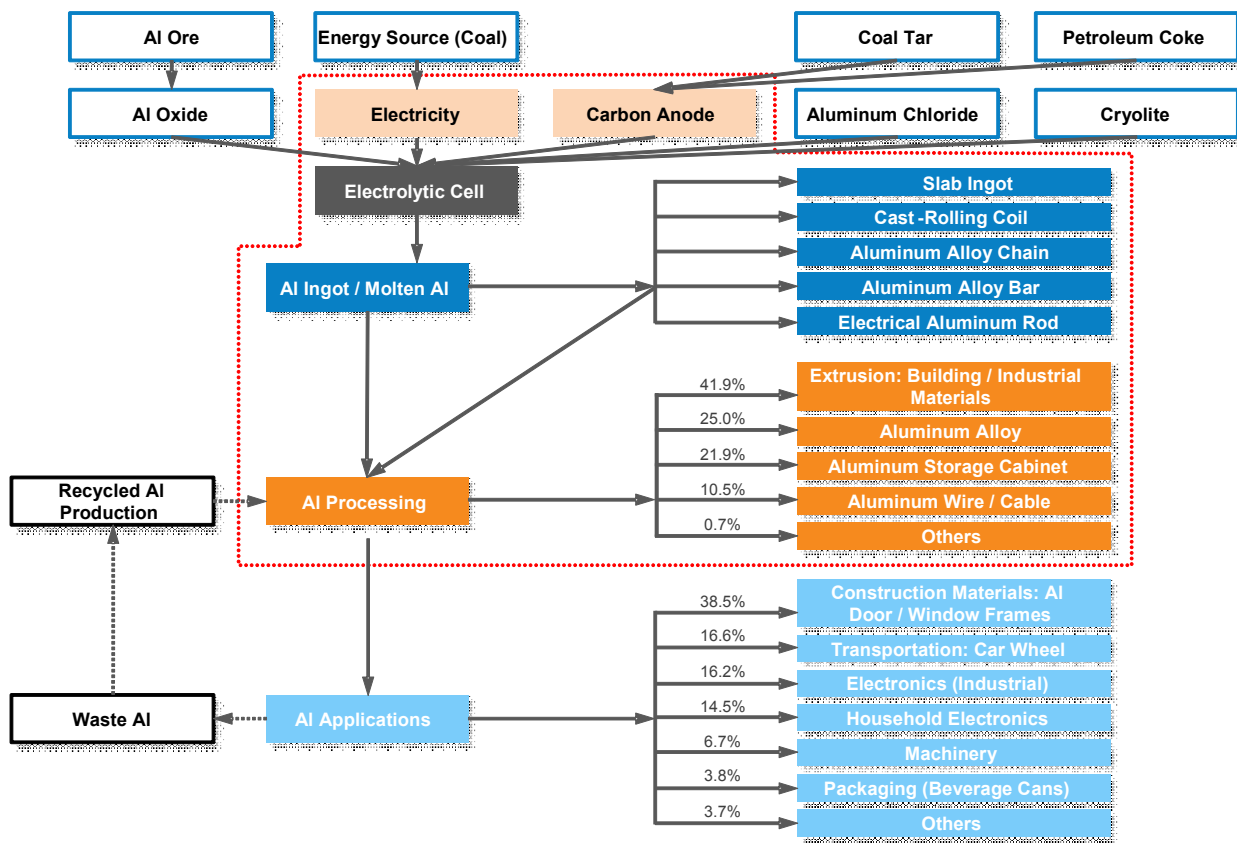 Al Ore
Energy Source (Coal)
Coal Tar
Petroleum Coke
Al Oxide
Electricity
Carbon Anode
Aluminum Chloride
Cryolite
Electrolytic Cell
Slab Ingot
Cast -Rolling Coil
Aluminum Alloy Chain
Al Ingot / Molten Al
Aluminum Alloy Bar
Electrical Aluminum Rod
41.9%
Extrusion: Building / Industrial
Materials
25.0%
Aluminum Alloy
21.9%
Aluminum Storage Cabinet
Recycled Al
Production
Al Processing
10.5%
Aluminum Wire / Cable
0.7%
Others
38.5%
Construction Materials: Al
Door / Window Frames
16.6%
Transportation: Car Wheel
16.2%
Electronics (Industrial)
Waste Al
Al Applications
14.5%
Household Electronics
6.7%
Machinery
3.8%
Packaging (Beverage Cans)
3.7%
Others